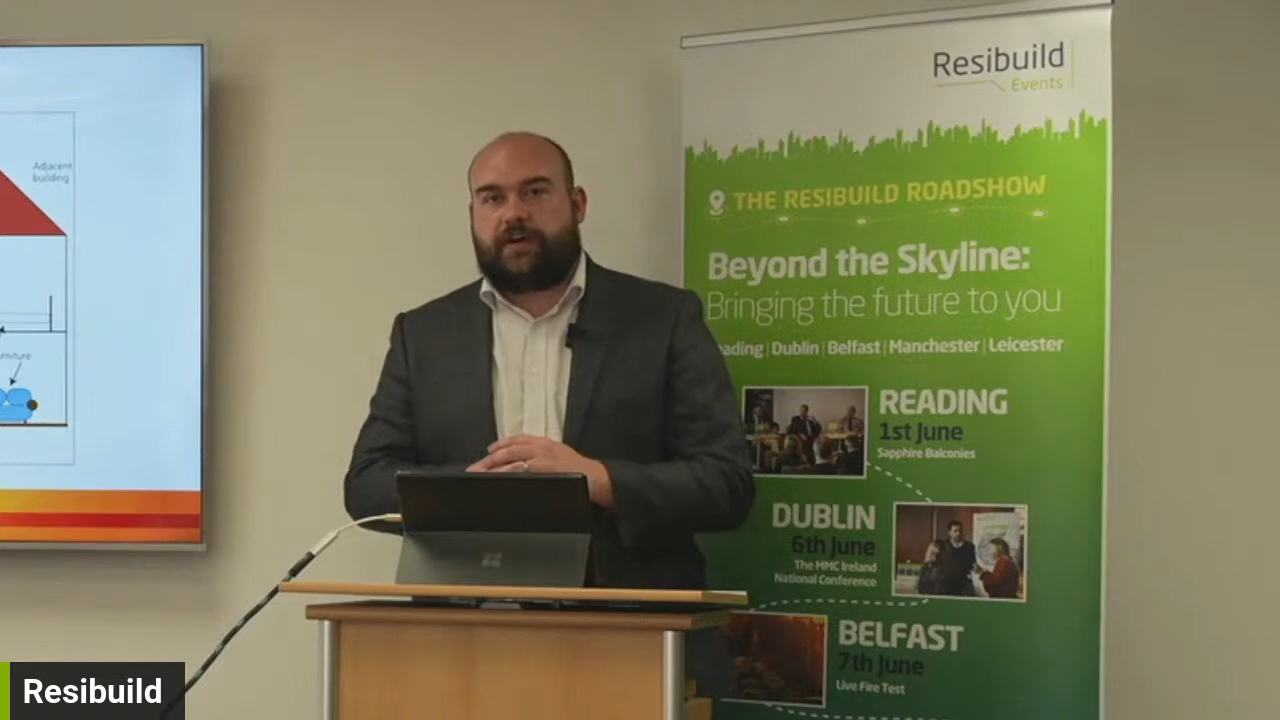 Adjacent
building
Resibuild
Events
THE RESIBUILD ROADSHOW
Beyond the Skyline:
Bringing the future to you
Dublin | Belfast | Manchester | Leicester
READING
1st June
Sapphire Balconies
DUBLIN
6th June
The MMC Ireland
National Conference
BELFAST
7th June
Live Fire Test
Resibuild